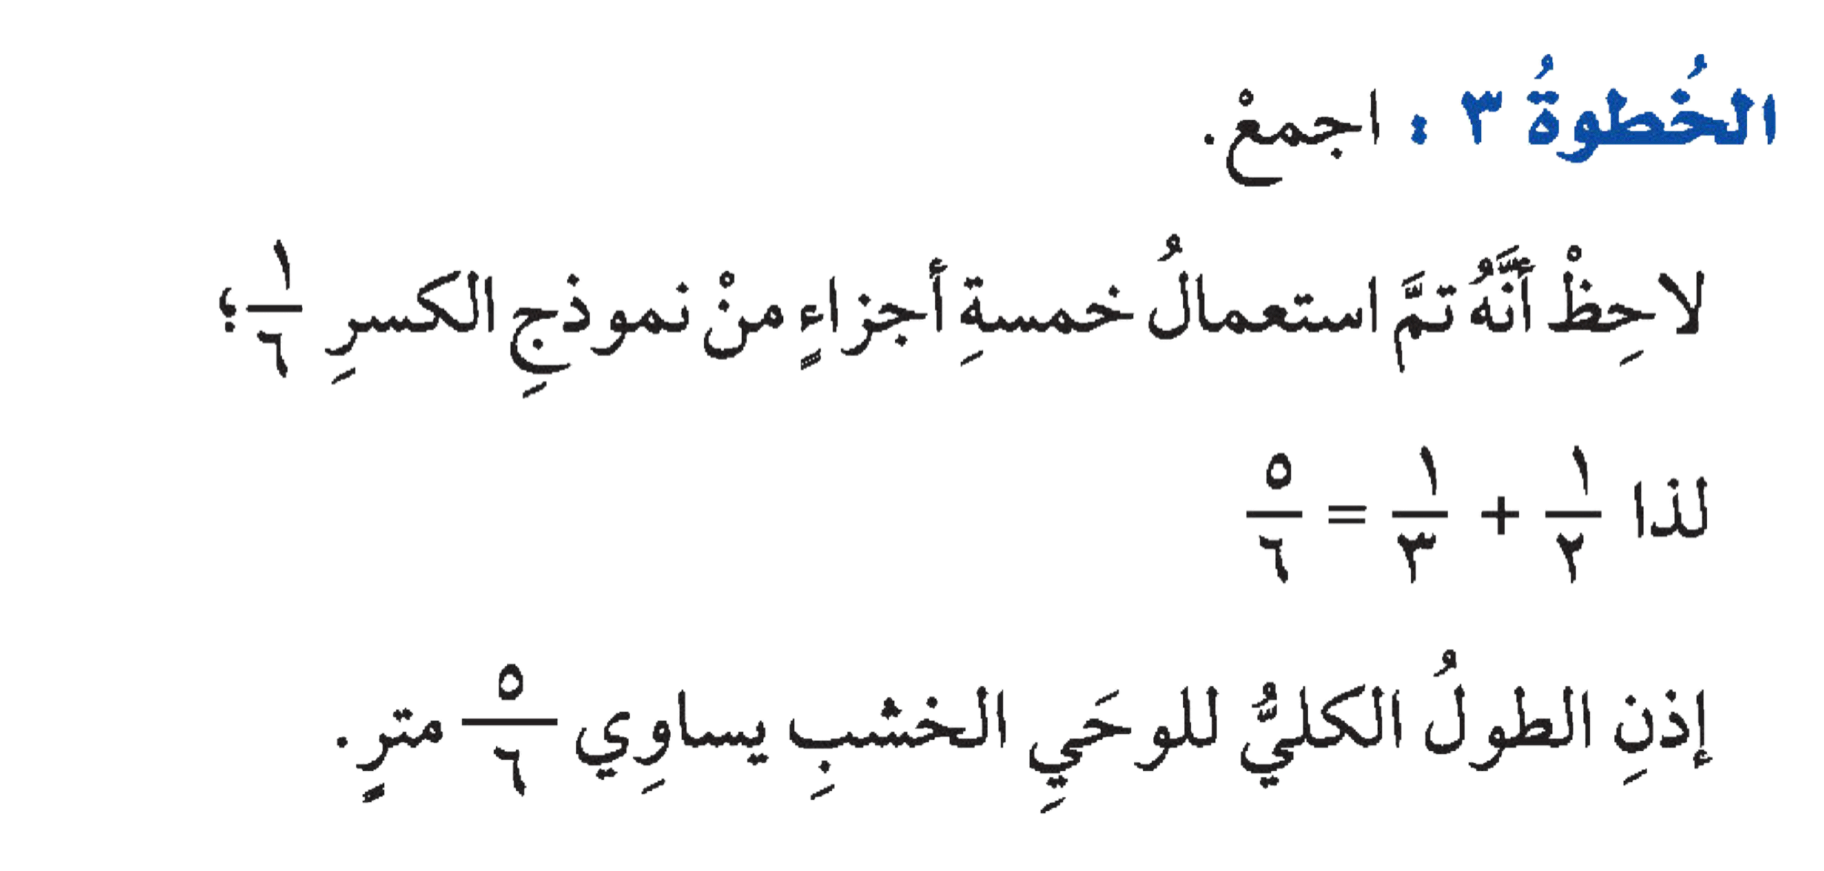 الخُطوةُ ٣ : اجمعْ.
لاحِظْ أنَّهُ تمَّ استعمالُ خمسةِ أجزاءٍ منْ نموذجِ الكسرِ ١/٦؛
لذا ١/٢ + ١/٣ = ٥/٦
إذنِ الطولُ الكليُّ للوحَيِ الخشبِ يساوِي ٥/٦ مترٍ.